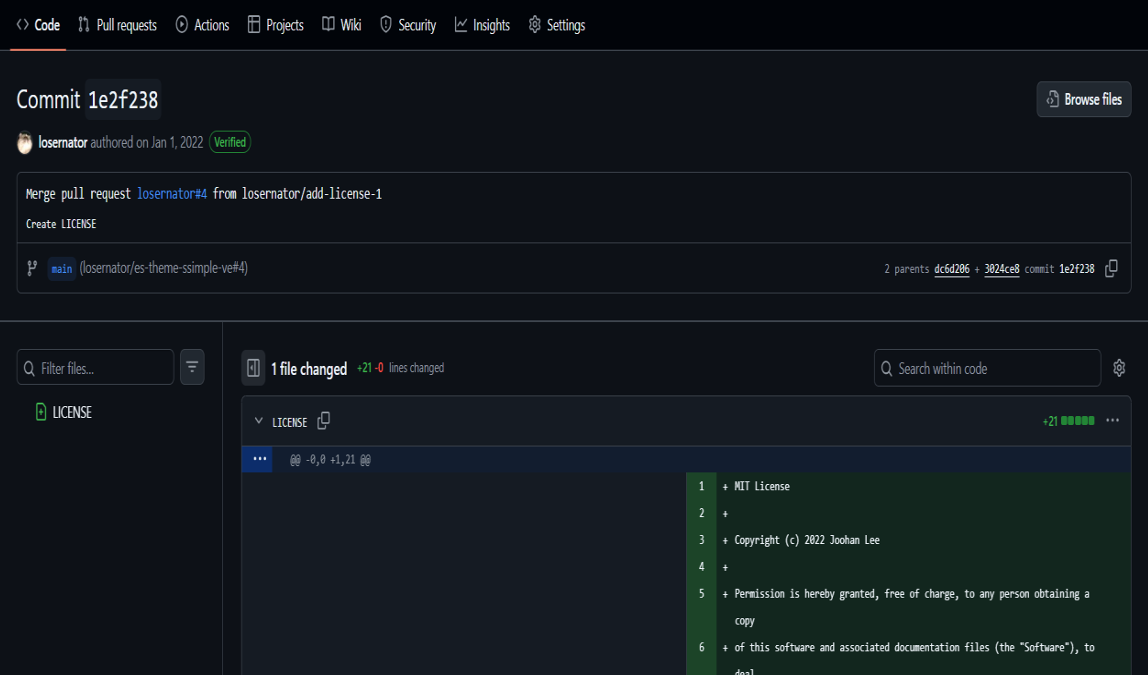 Code Pull requests Actions Projects Wiki Security Insights Settings
Commit 1e2f238
Browse files
losernator authored on Jan 1, 2022 Verified
Merge pull request losernator#4 from losernator/add-license-1
Create LICENSE
main (losernator/es-theme-ssimple-ve#4)
2 parents dc6d206 + 3024ce8 commit 1e2f238
Filter files...
LICENSE
1 file changed +21 -0 lines changed
Search within code
LICENSE
+21
@@ -0,0 +1,21 @@
1 + MIT License
2 +
3 + Copyright (c) 2022 Joohan Lee
4 +
5 + Permission is hereby granted, free of charge, to any person obtaining a
copy
6 + of this software and associated documentation files (the "Software"), to
deal